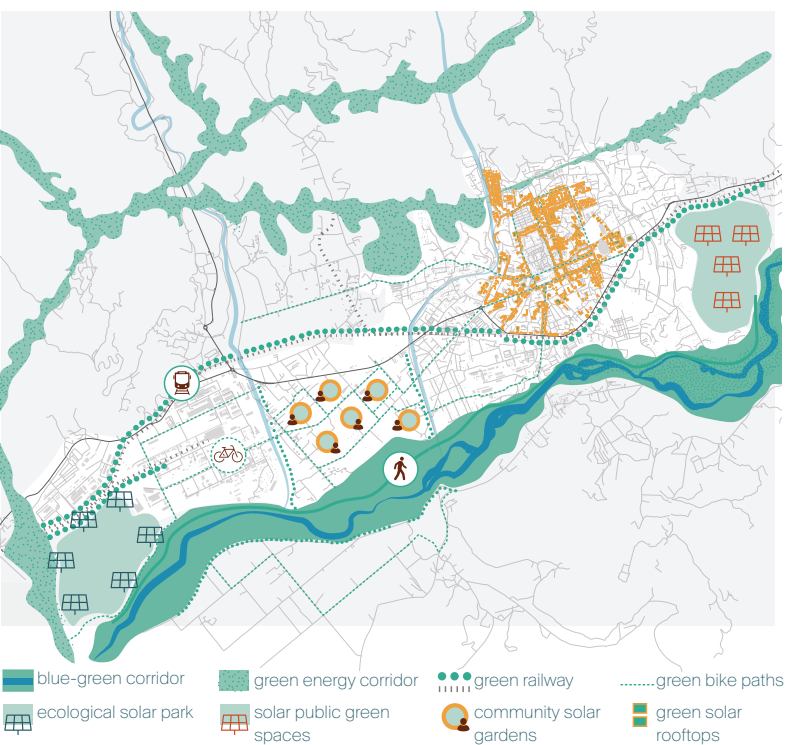 blue-green corridor
green energy corridor
green railway
green bike paths
ecological solar park
solar public green
spaces
community solar
gardens
green solar
rooftops